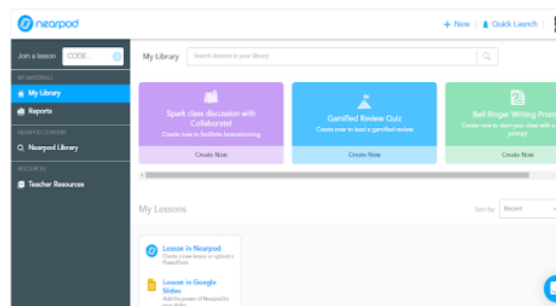 nearpod
+ New
Quick Launch
Join a lesson
CODE...
My Library
Search lessons in your library
MY MATERIALS
My Library
Reports
NEARPOD CONTENT
Nearpod Library
RESOURCES
Teacher Resources
Spark class discussion with
Collaborate!
Create now to facilitate brainstorming
Create Now
Gamified Review Quiz
Create now to lead a gamified review
Create Now
Bell Ringer Writing Prom
Create now to start your class with a
prompt
Create Now
My Lessons
Sort by:
Recent
Lesson in Nearpod
Create a new lesson or upload a
PowerPoint.
Lesson in Google
Slides
Add the power of Nearpod to
your slides